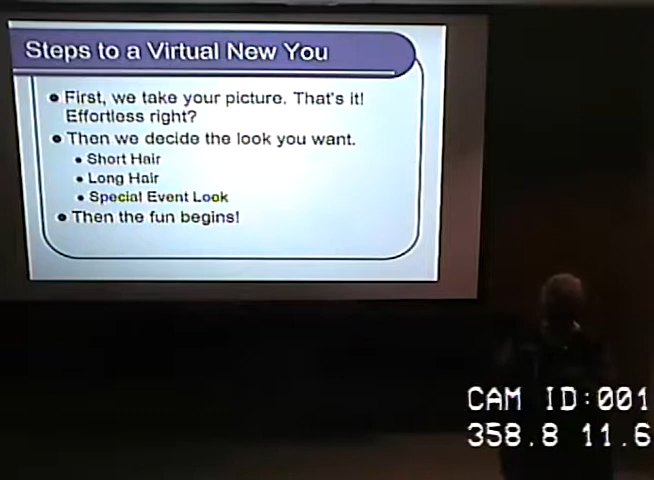 Steps to a Virtual New You
First, we take your picture. That's it!
Effortless right?
Then we decide the look you want.
Short Hair
Long Hair
Special Event Look
Then the fun begins!
CAM ID:001
358.8 11.6